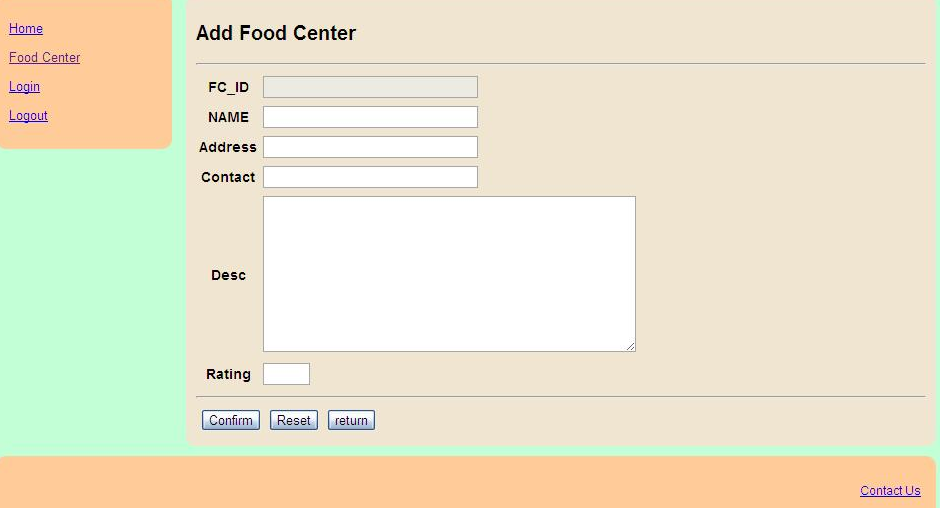 Home
Food Center
Login
Logout
Add Food Center
FC_ID
NAME
Address
Contact
Desc
Rating
Confirm Reset return
Contact Us